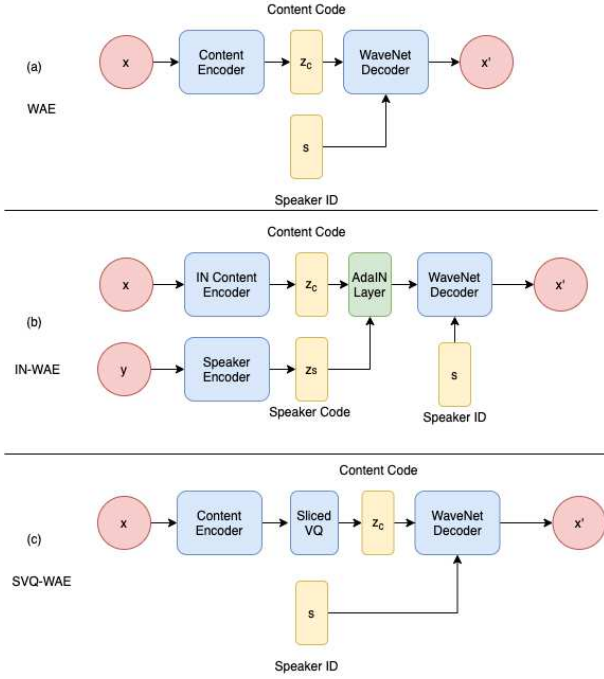 Content Code
(a)
WAE
x
Content
Encoder
zc
WaveNet
Decoder
x'
s
Speaker ID
Content Code
(b)
IN-WAE
x
IN Content
Encoder
zc
AdaIN
Layer
WaveNet
Decoder
x'
y
Speaker
Encoder
zs
s
Speaker Code
Speaker ID
Content Code
(c)
SVQ-WAE
x
Content
Encoder
Sliced
VQ
zc
WaveNet
Decoder
x'
s
Speaker ID